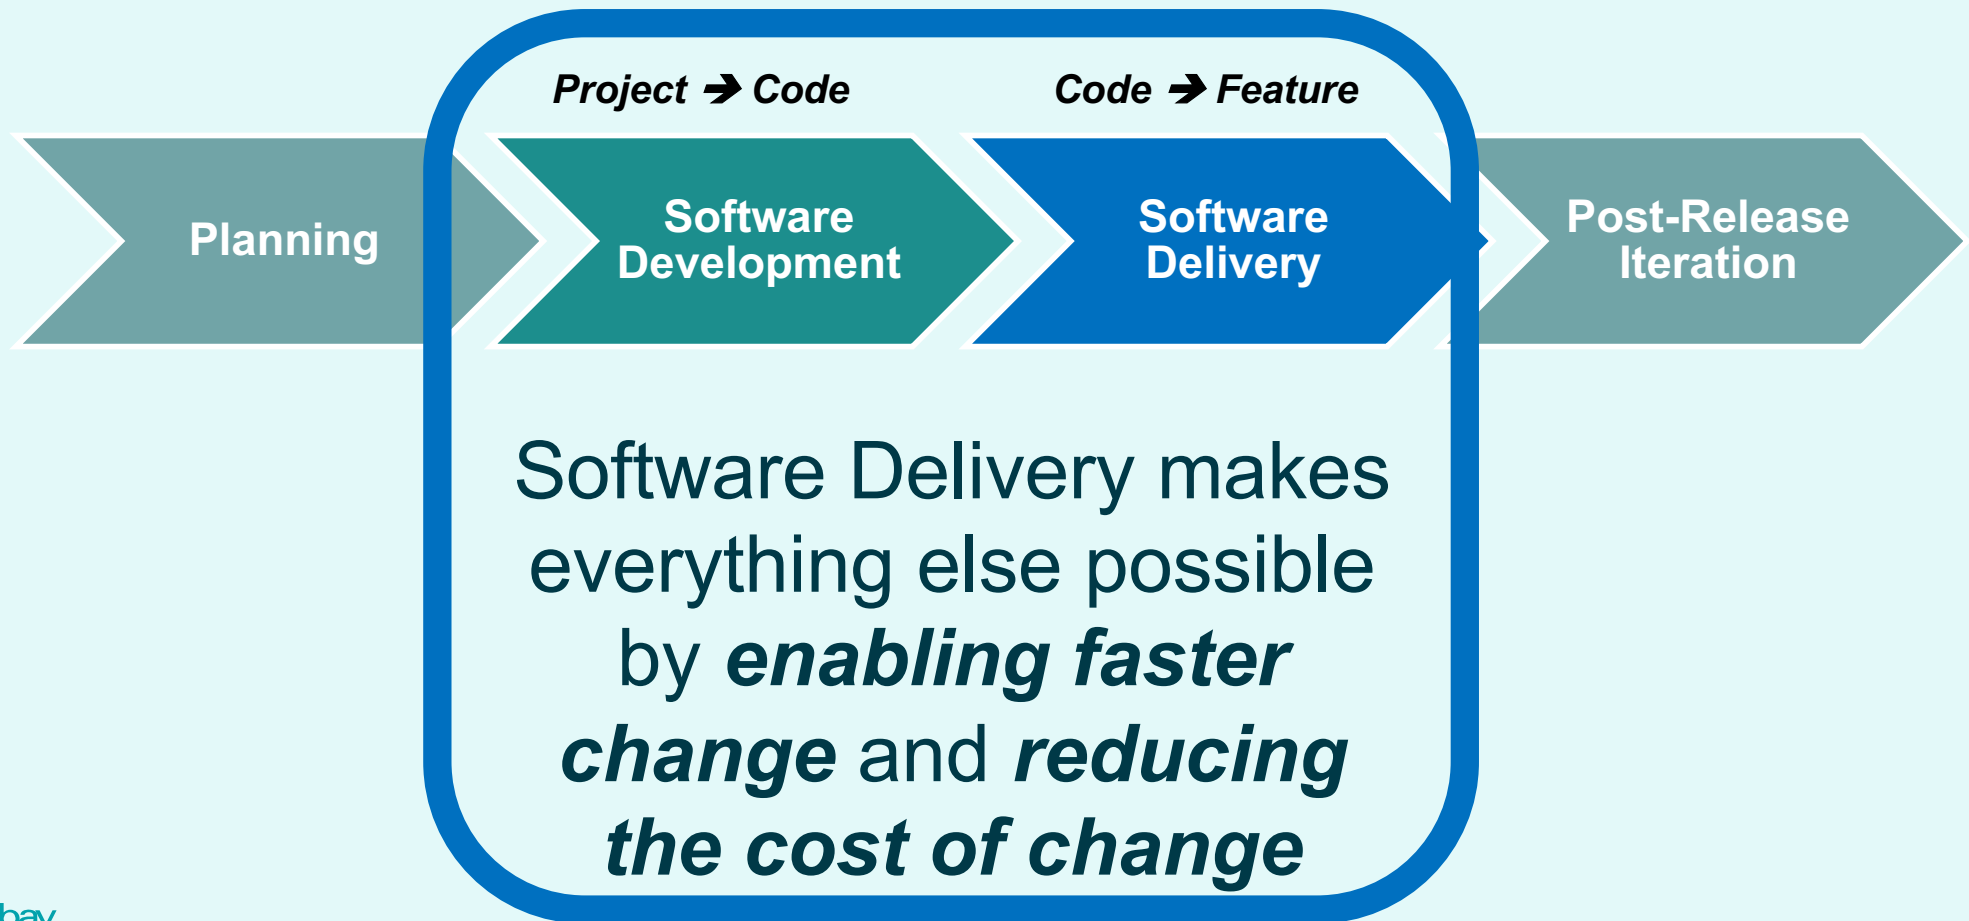 Project ➔ Code
Code ➔ Feature
Planning
Software
Development
Software
Delivery
Post-Release
Iteration
Software Delivery makes
everything else possible
by enabling faster
change and reducing
the cost of change